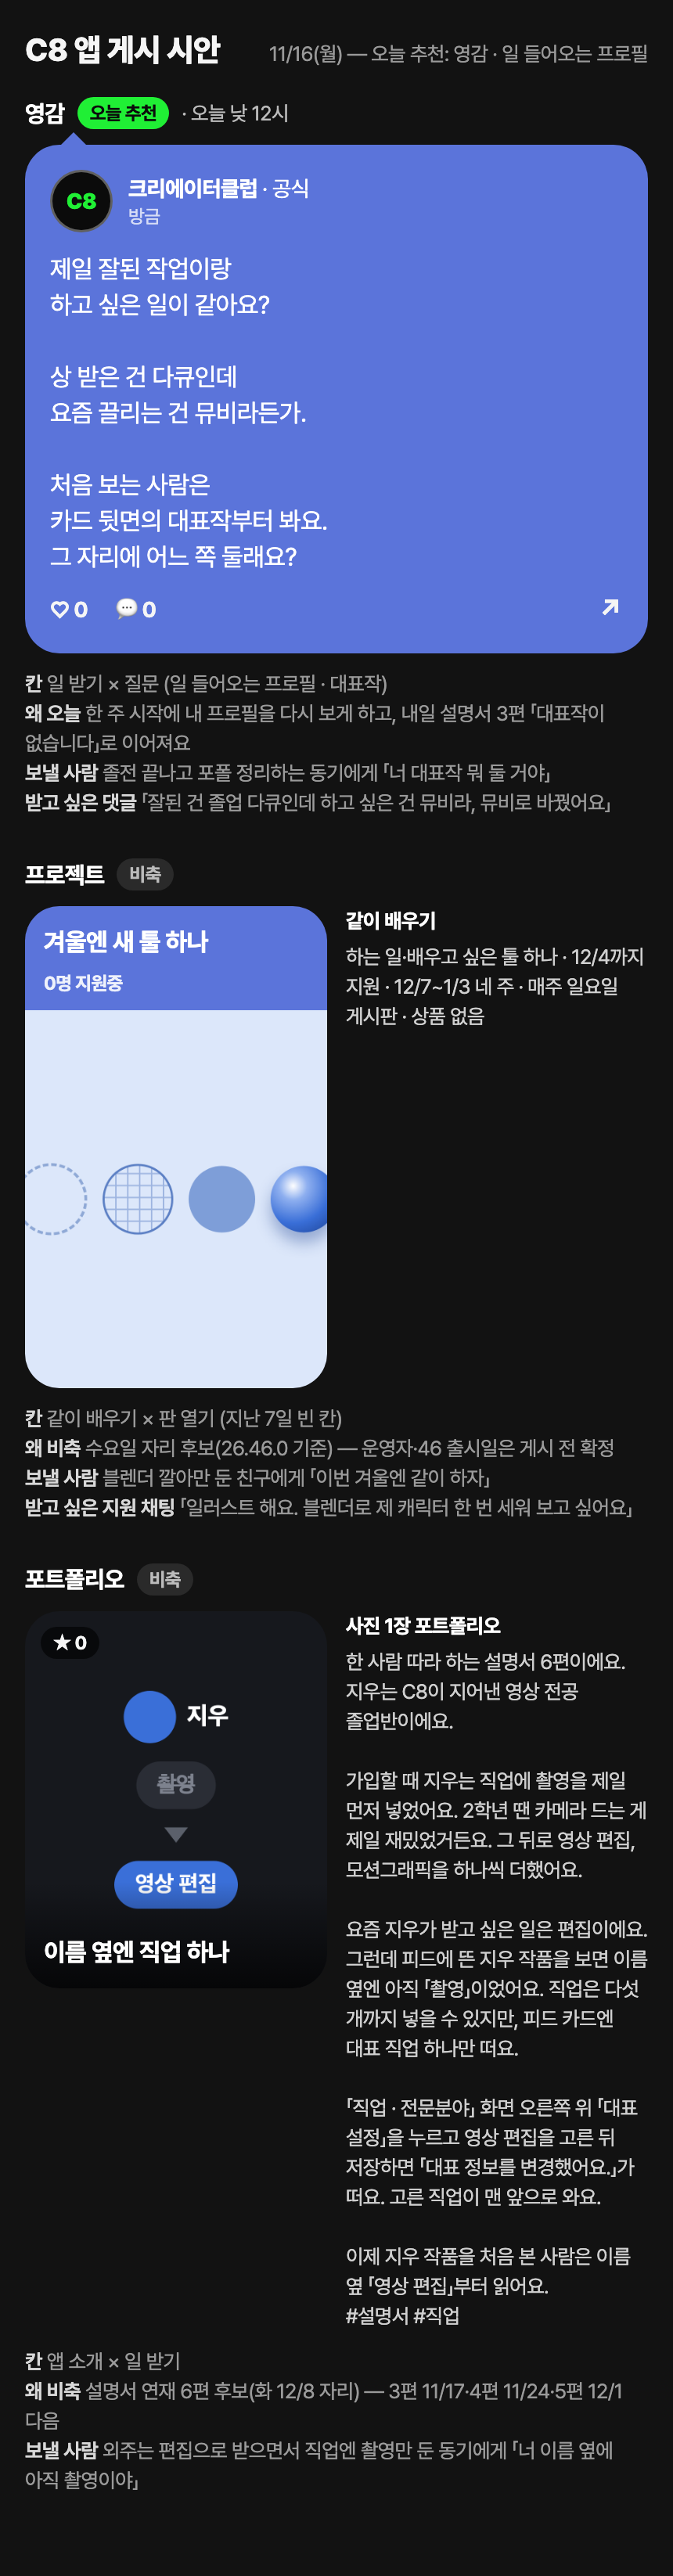 C8 앱 게시 시안
11/16(월) — 오늘 추천: 영감 · 일 들어오는 프로필
영감 오늘 추천 · 오늘 낮 12시
C8
크리에이터클럽 · 공식
방금
제일 잘된 작업이랑
하고 싶은 일이 같아요?
상 받은 건 다큐인데
요즘 끌리는 건 뮤비라든가.
처음 보는 사람은
카드 뒷면의 대표작부터 봐요.
그 자리에 어느 쪽 둘래요?
♡ 0 💬 0 ↗
칸 일 받기 × 질문 (일 들어오는 프로필 · 대표작)
왜 오늘 한 주 시작에 내 프로필을 다시 보게 하고, 내일 설명서 3편 「대표작이
없습니다」로 이어져요
보낼 사람 졸전 끝나고 포폴 정리하는 동기에게 「너 대표작 뭐 둘 거야」
받고 싶은 댓글 「잘된 건 졸업 다큐인데 하고 싶은 건 뮤비라, 뮤비로 바꿨어요」
프로젝트 비축
겨울엔 새 툴 하나
0명 지원중
같이 배우기
하는 일·배우고 싶은 툴 하나 · 12/4까지
지원 · 12/7~1/3 네 주 · 매주 일요일
게시판 · 상품 없음
칸 같이 배우기 × 판 열기 (지난 7일 빈 칸)
왜 비축 수요일 자리 후보(26.46.0 기준) — 운영자·46 출시일은 게시 전 확정
보낼 사람 블렌더 깔아만 둔 친구에게 「이번 겨울엔 같이 하자」
받고 싶은 지원 채팅 「일러스트 해요. 블렌더로 제 캐릭터 한 번 세워 보고 싶어요」
포트폴리오 비축
★ 0
지우
촬영
영상 편집
이름 옆엔 직업 하나
사진 1장 포트폴리오
한 사람 따라 하는 설명서 6편이에요.
지우는 C8이 지어낸 영상 전공
졸업반이에요.
가입할 때 지우는 직업에 촬영을 제일
먼저 넣었어요. 2학년 땐 카메라 드는 게
제일 재밌었거든요. 그 뒤로 영상 편집,
모션그래픽을 하나씩 더했어요.
요즘 지우가 받고 싶은 일은 편집이에요.
그런데 피드에 뜬 지우 작품을 보면 이름
옆엔 아직 「촬영」이었어요. 직업은 다섯
개까지 넣을 수 있지만, 피드 카드엔
대표 직업 하나만 떠요.
「직업 · 전문분야」 화면 오른쪽 위 「대표
설정」을 누르고 영상 편집을 고른 뒤
저장하면 「대표 정보를 변경했어요.」가
떠요. 고른 직업이 맨 앞으로 와요.
이제 지우 작품을 처음 본 사람은 이름
옆 「영상 편집」부터 읽어요.
#설명서 #직업
칸 앱 소개 × 일 받기
왜 비축 설명서 연재 6편 후보(화 12/8 자리) — 3편 11/17·4편 11/24·5편 12/1
다음
보낼 사람 외주는 편집으로 받으면서 직업엔 촬영만 둔 동기에게 「너 이름 옆에
아직 촬영이야」